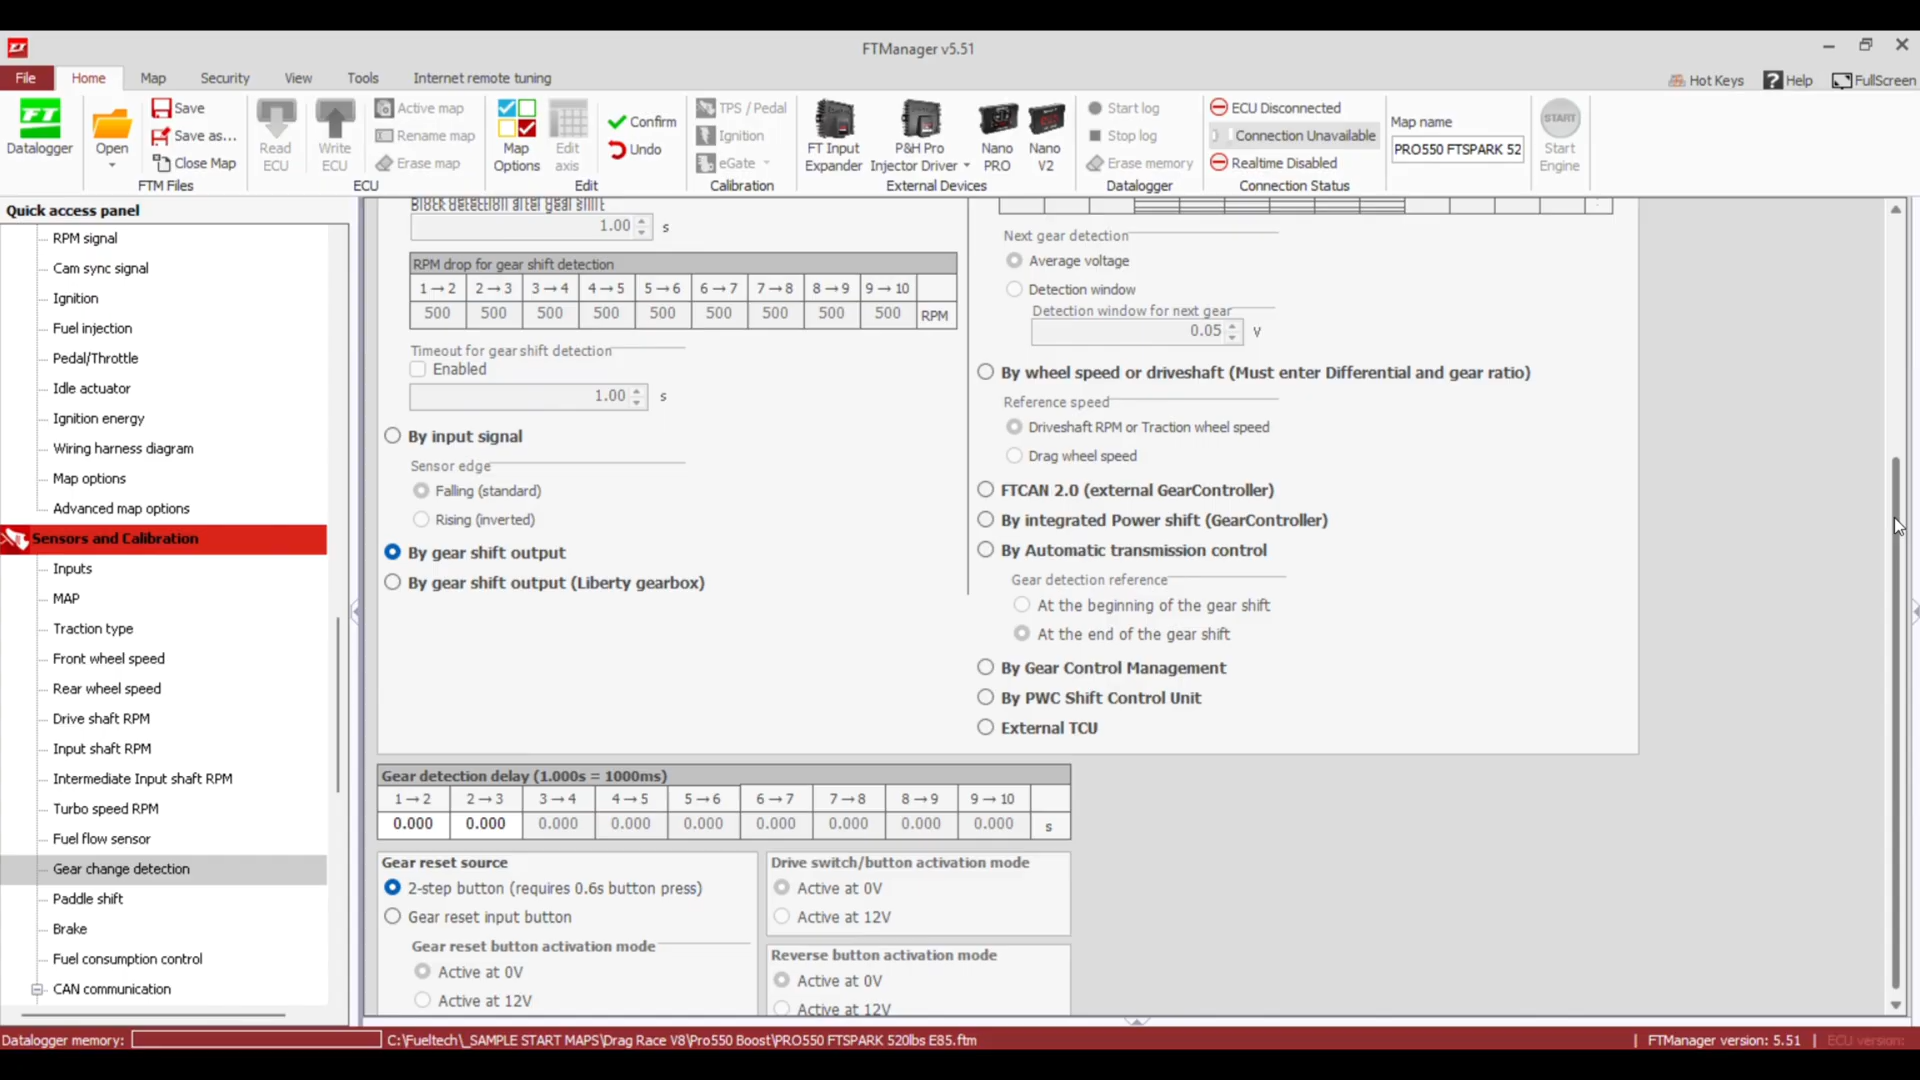 FTManager v5.51
File Home Map Security View Tools Internet remote tuning
Hot Keys Help FullScreen
FT
Datalogger
Open
Save
Save as...
Close Map
FTM Files
Read ECU
Write ECU
Active map
Rename map
Erase map
ECU
Map Options
Edit axis
Confirm
Undo
Edit
TPS / Pedal
Ignition
eGate
Calibration
FT Input Expander
P&H Pro Injector Driver
Nano PRO
Nano V2
External Devices
Start log
Stop log
Erase memory
Datalogger
ECU Disconnected
Connection Unavailable
Realtime Disabled
Connection Status
Map name
PRO550 FTSPARK 52
START
Start Engine
Quick access panel
RPM signal
Cam sync signal
Ignition
Fuel injection
Pedal/Throttle
Idle actuator
Ignition energy
Wiring harness diagram
Map options
Advanced map options
Sensors and Calibration
Inputs
MAP
Traction type
Front wheel speed
Rear wheel speed
Drive shaft RPM
Input shaft RPM
Intermediate Input shaft RPM
Turbo speed RPM
Fuel flow sensor
Gear change detection
Paddle shift
Brake
Fuel consumption control
CAN communication
Block detection after gear shift
1.00 s
RPM drop for gear shift detection
1→2 2→3 3→4 4→5 5→6 6→7 7→8 8→9 9→10
500 500 500 500 500 500 500 500 500 RPM
Timeout for gear shift detection
Enabled
1.00 s
By input signal
Sensor edge
Falling (standard)
Rising (inverted)
By gear shift output
By gear shift output (Liberty gearbox)
Next gear detection
Average voltage
Detection window
Detection window for next gear
0.05 V
By wheel speed or driveshaft (Must enter Differential and gear ratio)
Reference speed
Driveshaft RPM or Traction wheel speed
Drag wheel speed
FTCAN 2.0 (external GearController)
By integrated Power shift (GearController)
By Automatic transmission control
Gear detection reference
At the beginning of the gear shift
At the end of the gear shift
By Gear Control Management
By PWC Shift Control Unit
External TCU
Gear detection delay (1.000s = 1000ms)
1→2 2→3 3→4 4→5 5→6 6→7 7→8 8→9 9→10
0.000 0.000 0.000 0.000 0.000 0.000 0.000 0.000 0.000 s
Gear reset source
2-step button (requires 0.6s button press)
Gear reset input button
Gear reset button activation mode
Active at 0V
Active at 12V
Drive switch/button activation mode
Active at 0V
Active at 12V
Reverse button activation mode
Active at 0V
Active at 12V
Datalogger memory: C:\Fueltech\_SAMPLE START MAPS\Drag Race V8\Pro550 Boost\PRO550 FTSPARK 520lbs E85.ftm
FTManager version: 5.51 | ECU version: